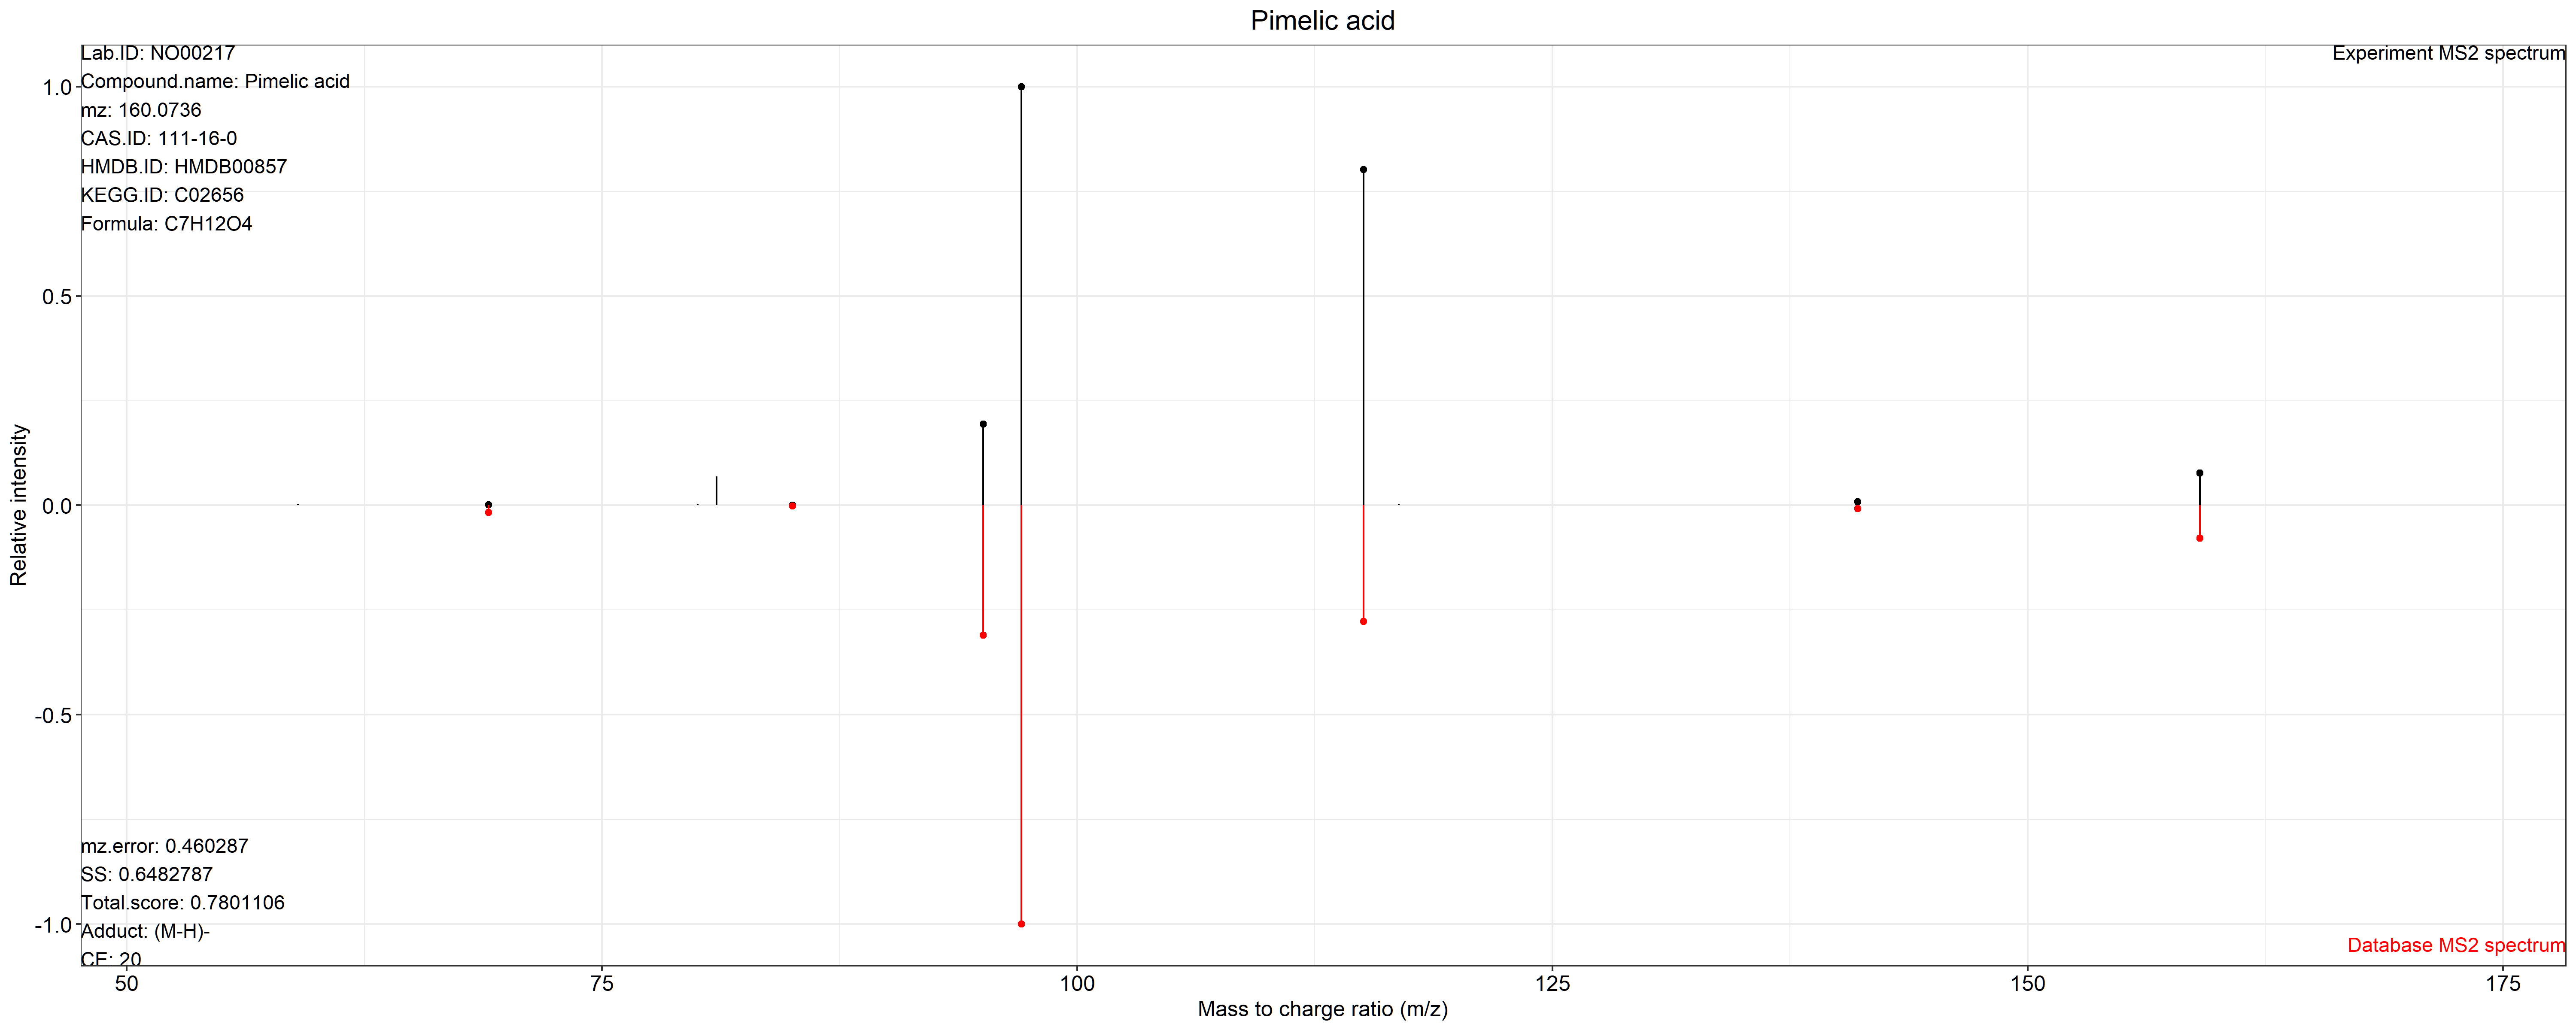 Pimelic acid
Lab.ID: NO00217
Experiment MS2 spectrum
Compound.name: Pimelic acid
mz: 160.0736
CAS.ID: 111-16-0
HMDB.ID: HMDB00857
KEGG.ID: C02656
Formula: C7H12O4
1.0
0.5
0.0
-0.5
-1.0
Relative intensity
mz.error: 0.460287
SS: 0.6482787
Total.score: 0.7801106
Adduct: (M-H)-
CE: 20
Database MS2 spectrum
50 75 100 125 150 175
Mass to charge ratio (m/z)